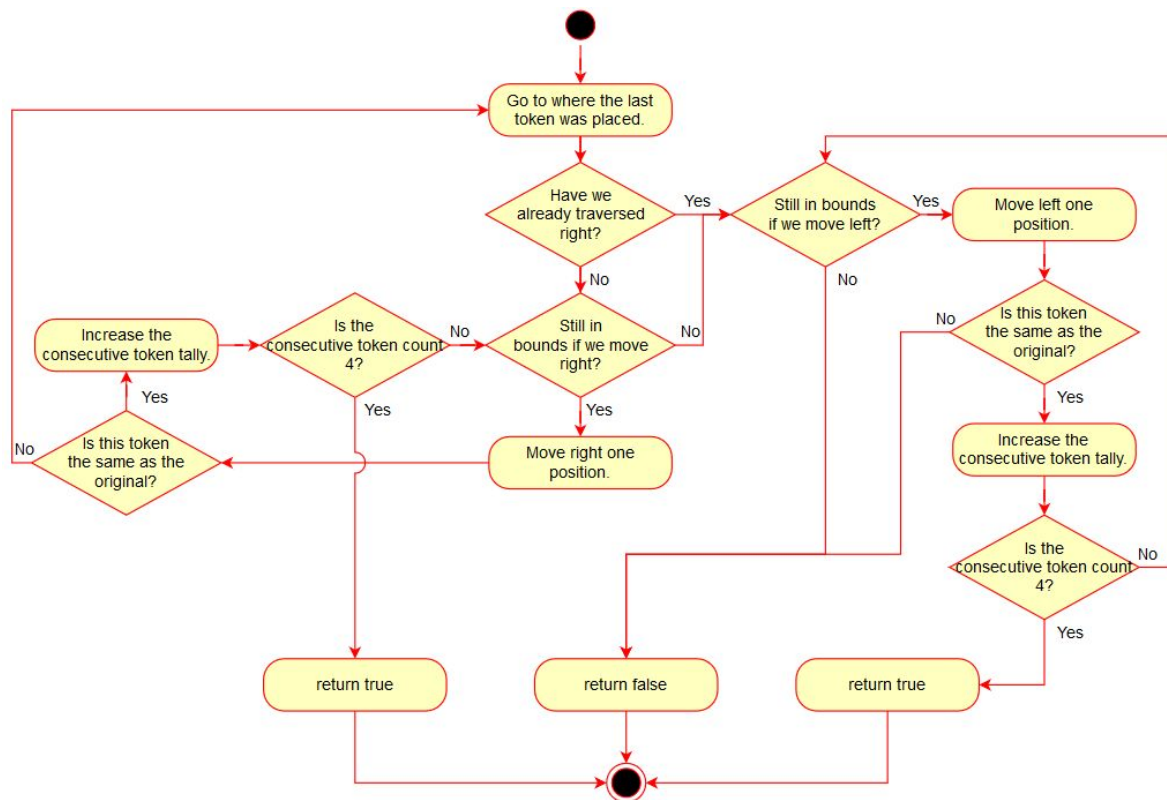 Go to where the last
token was placed.
Have we
already traversed
right?
Yes
Still in bounds
if we move left?
Yes
Move left one
position.
No
No
Is this token
the same as the
original?
No
Increase the
consecutive token tally.
Is the
consecutive token count
4?
No
Still in
bounds if we move
right?
No
Yes
Yes
Yes
Yes
Increase the
consecutive token tally.
No
Is this token
the same as the
original?
Move right one
position.
Is the
consecutive token count
4?
No
Yes
return true
return false
return true